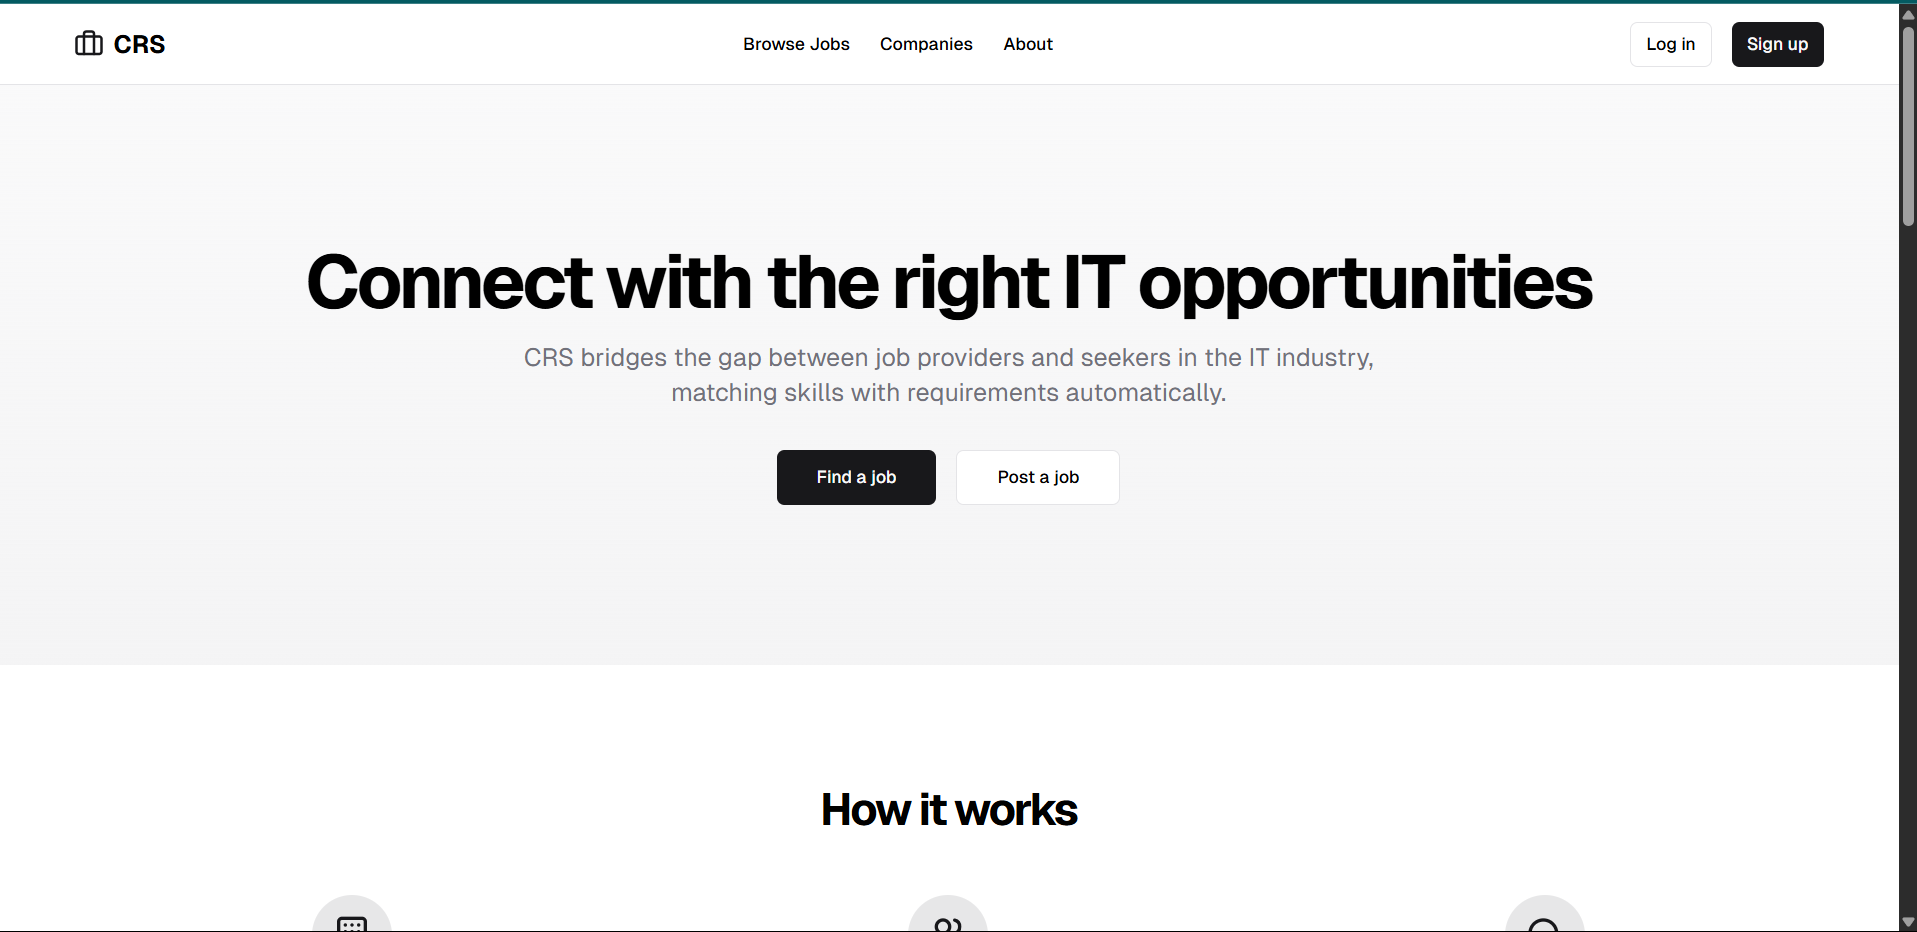 CRS
Browse Jobs
Companies
About
Log in
Sign up
Connect with the right IT opportunities
CRS bridges the gap between job providers and seekers in the IT industry,
matching skills with requirements automatically.
Find a job
Post a job
How it works